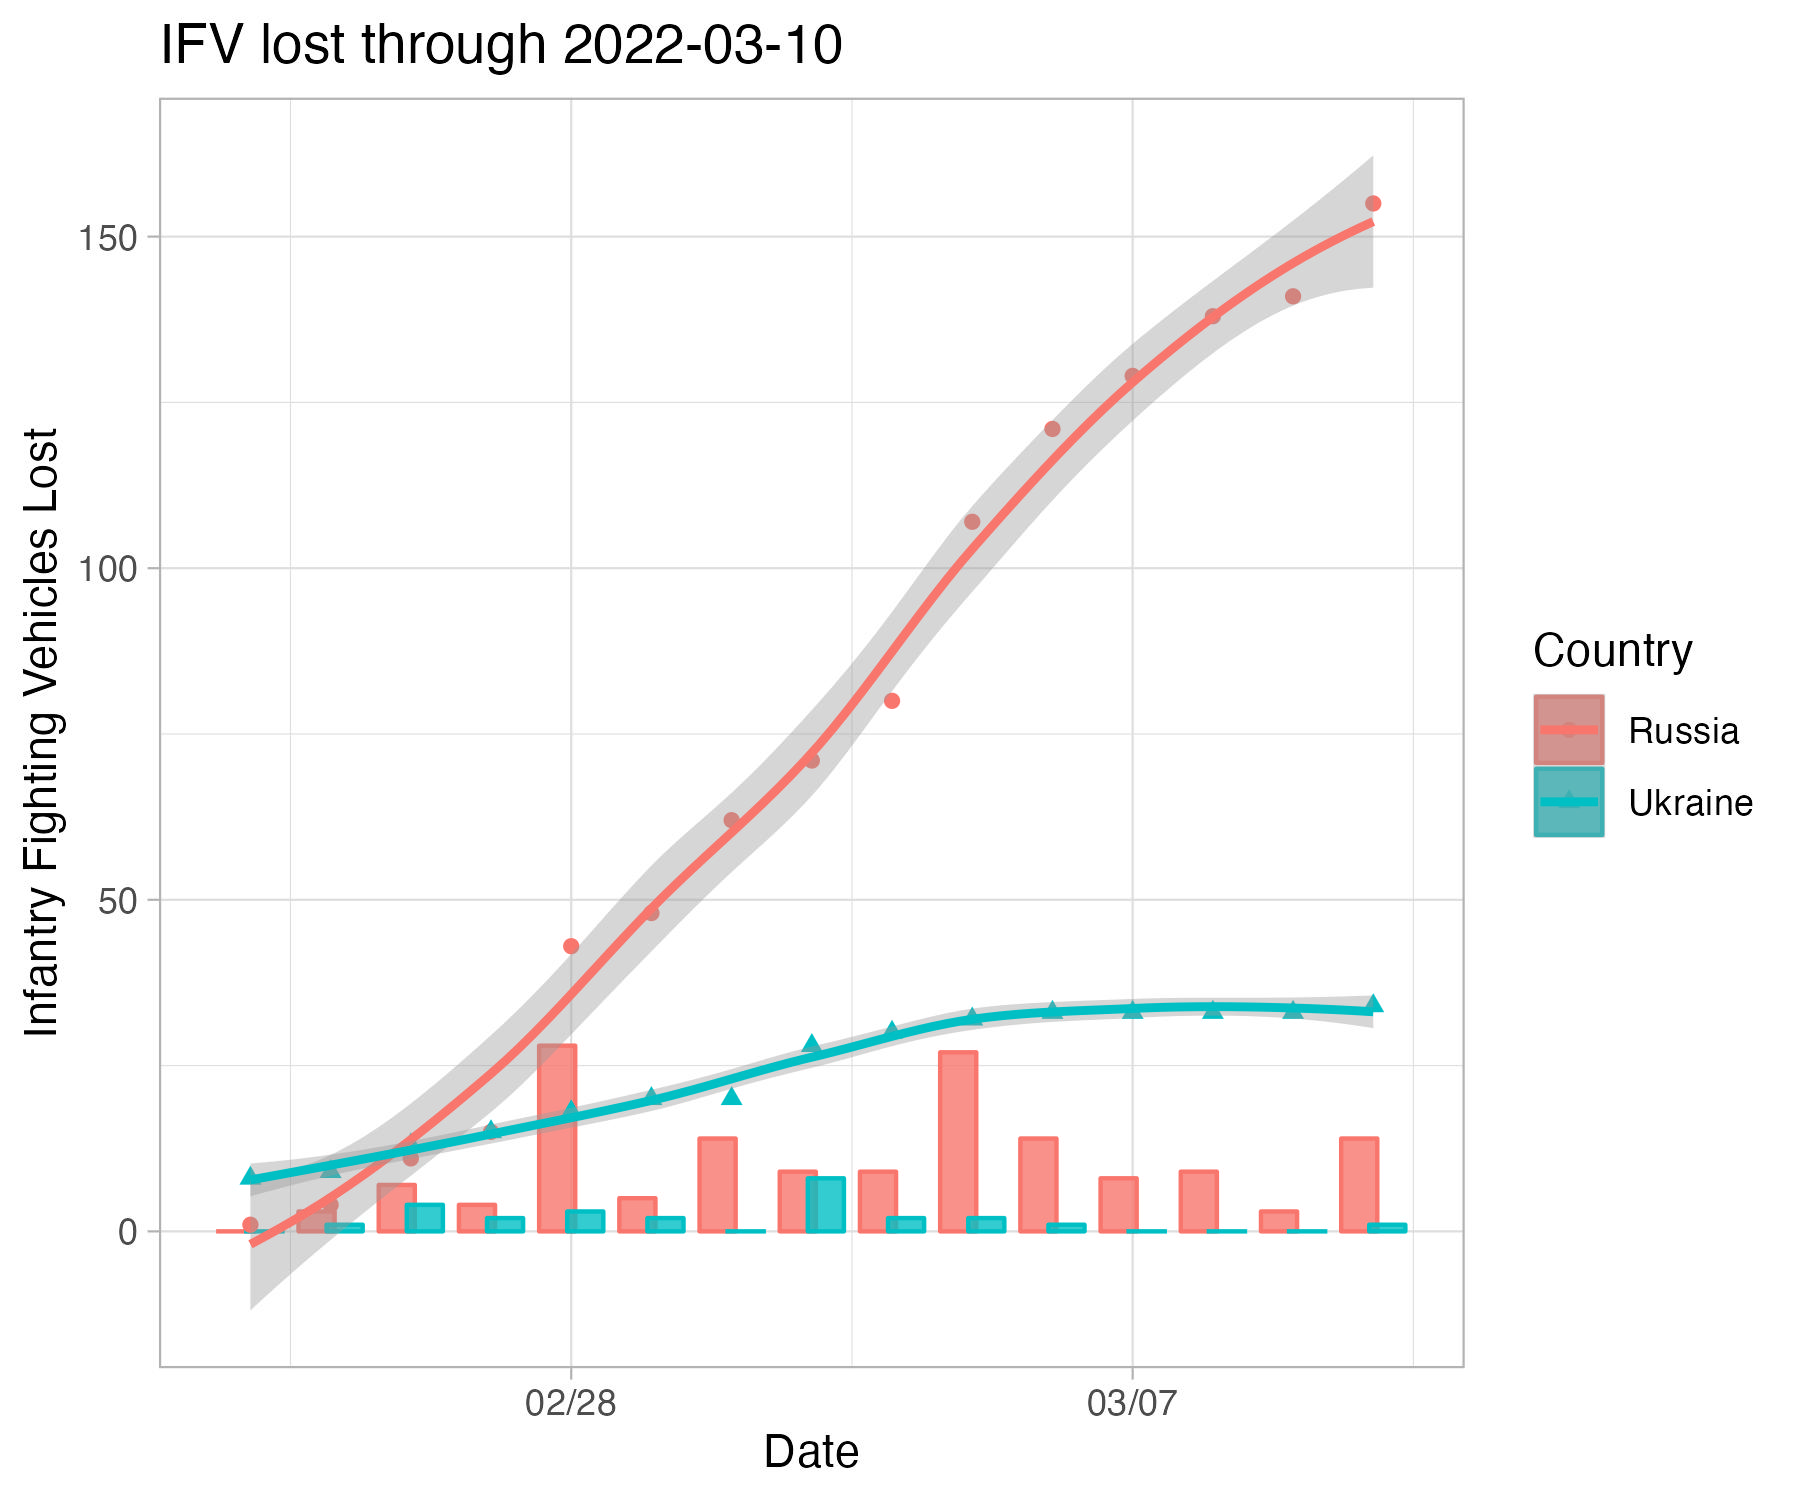 IFV lost through 2022-03-10
Infantry Fighting Vehicles Lost
150
100
50
0
02/28
03/07
Date
Country
Russia
Ukraine